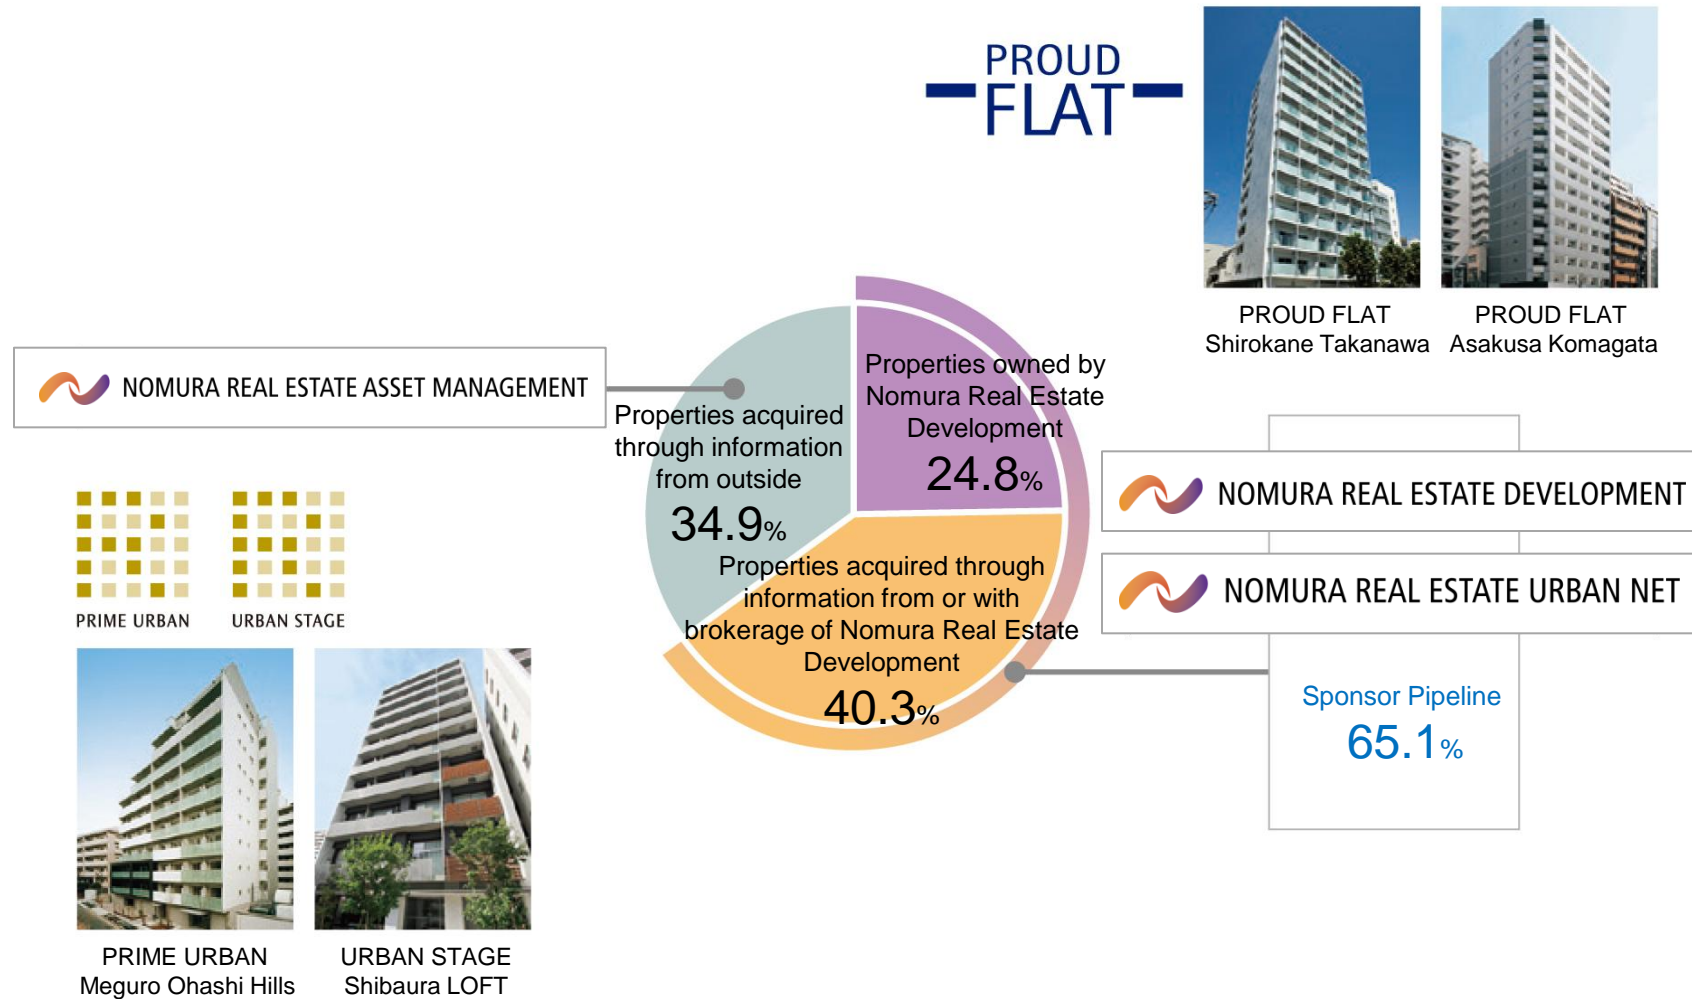 PROUD
FLAT
PROUD FLAT
Shirokane Takanawa
PROUD FLAT
Asakusa Komagata
NOMURA REAL ESTATE ASSET MANAGEMENT
Properties acquired
through information
from outside
34.9%
Properties owned by
Nomura Real Estate
Development
24.8%
Properties acquired through
information from or with
brokerage of Nomura Real Estate
Development
40.3%
NOMURA REAL ESTATE DEVELOPMENT
NOMURA REAL ESTATE URBAN NET
Sponsor Pipeline
65.1%
PRIME URBAN
URBAN STAGE
PRIME URBAN
Meguro Ohashi Hills
URBAN STAGE
Shibaura LOFT